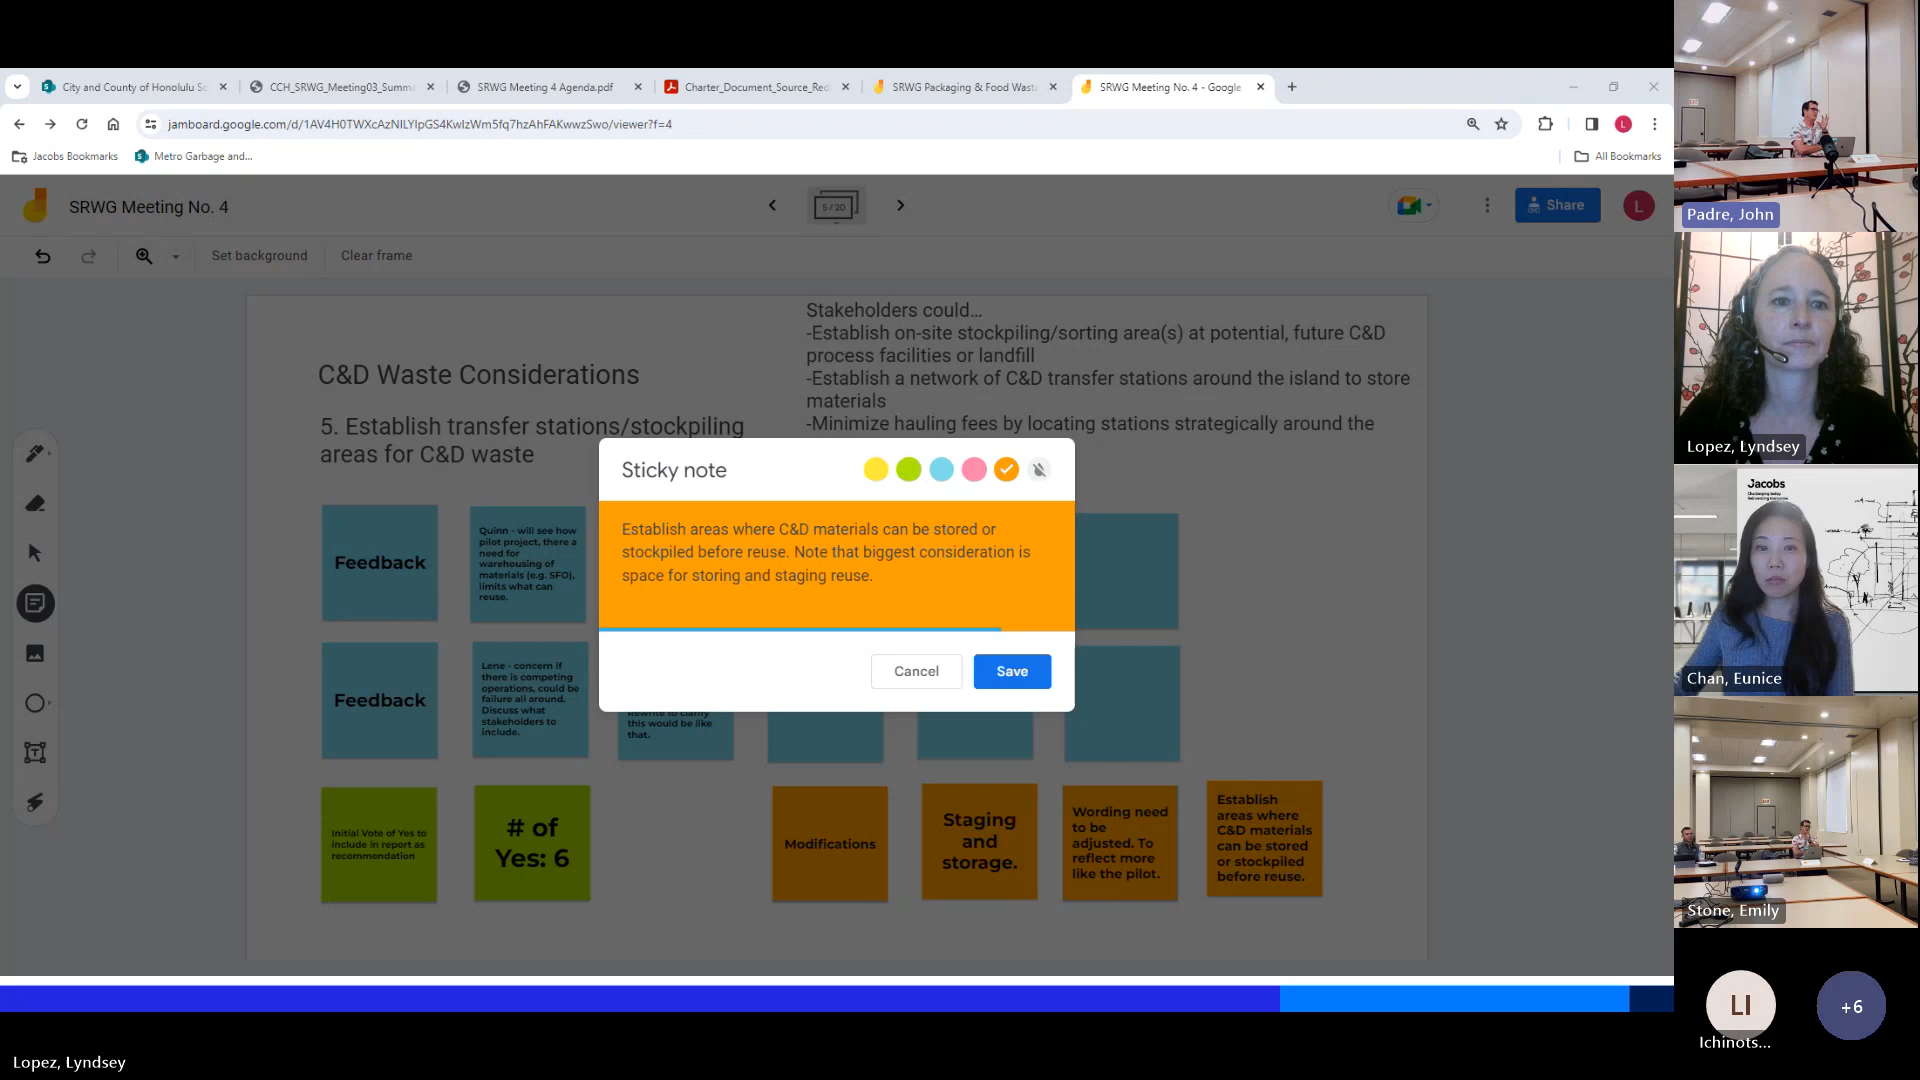 City and County of Honolulu Sc
CCH_SRWG_Meeting03_Summa
SRWG Meeting 4 Agenda.pdf
Charter_Document_Source_Red
SRWG Packaging & Food Waste
SRWG Meeting No. 4 - Google
jamboard.google.com/d/1AV4H0TWXcAzNILYIpGS4KwIzWm5fq7hzAhFAKwwzSwo/viewer?f=4
L
Jacobs Bookmarks
Metro Garbage and...
All Bookmarks
SRWG Meeting No. 4
5 / 20
Share
L
Set background
Clear frame
Stakeholders could...
-Establish on-site stockpiling/sorting area(s) at potential, future C&D
process facilities or landfill
-Establish a network of C&D transfer stations around the island to store
materials
-Minimize hauling fees by locating stations strategically around the
C&D Waste Considerations
5. Establish transfer stations/stockpiling
areas for C&D waste
Sticky note
Establish areas where C&D materials can be stored or
stockpiled before reuse. Note that biggest consideration is
space for storing and staging reuse.
Cancel
Save
Feedback
Quinn - will see how
pilot project, there a
need for
warehousing of
materials (e.g. SFO),
limits what can
reuse.
Feedback
Lene - concern if
there is competing
operations, could be
failure all around.
Discuss what
stakeholders to
include.
Rewrite to clarify
this would be like
that.
Initial Vote of Yes to
include in report as
recommendation
# of
Yes: 6
Modifications
Staging
and
storage.
Wording need
to be
adjusted. To
reflect more
like the pilot.
Establish
areas where
C&D materials
can be stored
or stockpiled
before reuse.
Padre, John
Lopez, Lyndsey
Jacobs
Chan, Eunice
Stone, Emily
LI
Ichinots...
+6
Lopez, Lyndsey